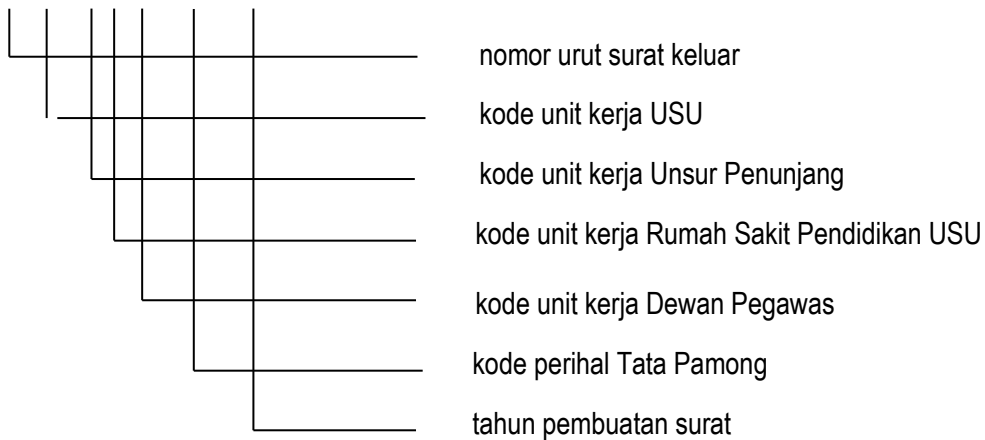 nomor urut surat keluar
kode unit kerja USU
kode unit kerja Unsur Penunjang
kode unit kerja Rumah Sakit Pendidikan USU
kode unit kerja Dewan Pegawas
kode perihal Tata Pamong
tahun pembuatan surat